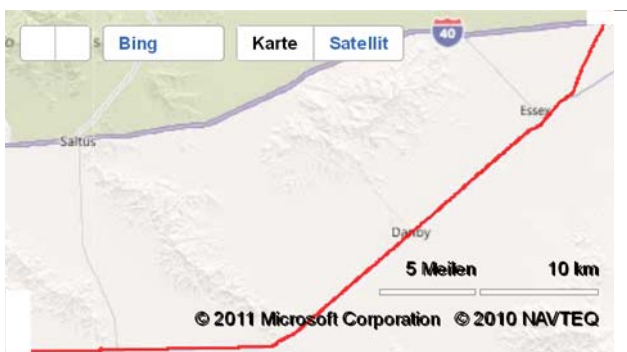 s
Bing
Karte Satellit
40
Essex
Saltus
Danby
5 Meilen 10 km
© 2011 Microsoft Corporation © 2010 NAVTEQ